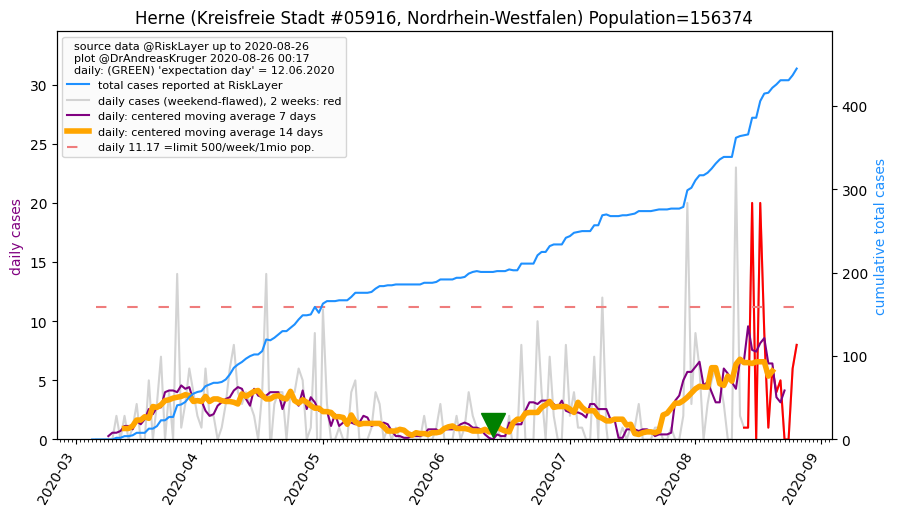 Herne (Kreisfreie Stadt #05916, Nordrhein-Westfalen) Population=156374
source data @RiskLayer up to 2020-08-26
plot @DrAndreasKruger 2020-08-26 00:17
daily: (GREEN) 'expectation day' = 12.06.2020
total cases reported at RiskLayer
daily cases (weekend-flawed), 2 weeks: red
daily: centered moving average 7 days
daily: centered moving average 14 days
daily 11.17 =limit 500/week/1mio pop.
daily cases
30
25
20
15
10
5
0
cumulative total cases
400
300
200
100
0
2020-03
2020-04
2020-05
2020-06
2020-07
2020-08
2020-09